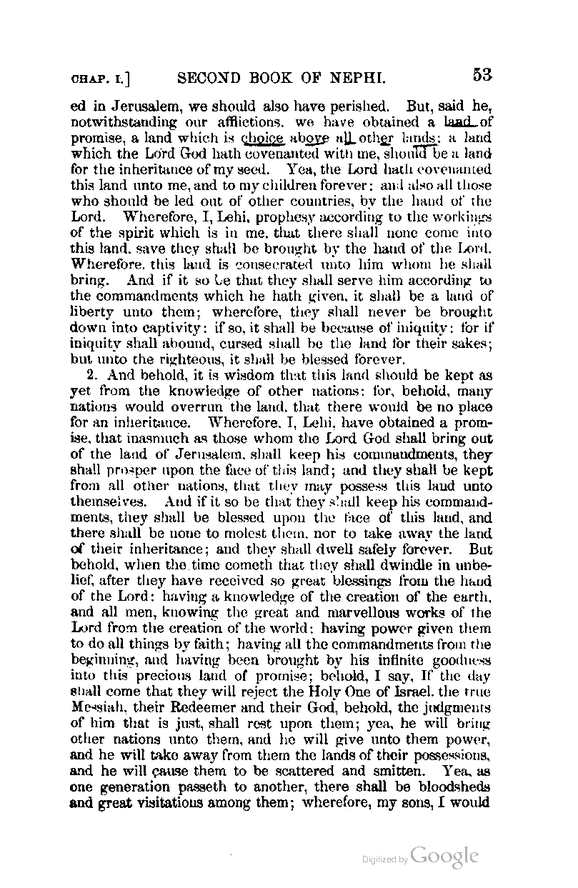 CHAP. I.] SECOND BOOK OF NEPHI. 53
ed in Jerusalem, we should also have perished. But, said he,
notwithstanding our afflictions, we have obtained a land of
promise, a land which is choice above all other lands; a land
which the Lord God hath covenanted with me, should be a land
for the inheritance of my seed. Yea, the Lord hath covenanted
this land unto me, and to my children forever; and also all those
who should be led out of other countries, by the hand of the
Lord. Wherefore, I, Lehi, prophesy according to the workings
of the spirit which is in me, that there shall none come into
this land, save they shall be brought by the hand of the Lord.
Wherefore, this land is consecrated unto him whom he shall
bring. And if it so be that they shall serve him according to
the commandments which he hath given, it shall be a land of
liberty unto them; wherefore, they shall never be brought
down into captivity: if so, it shall be because of iniquity: for if
iniquity shall abound, cursed shall be the land for their sakes;
but unto the righteous, it shall be blessed forever.
2. And behold, it is wisdom that this land should be kept as
yet from the knowledge of other nations: for, behold, many
nations would overrun the land, that there would be no place
for an inheritance. Wherefore, I, Lehi, have obtained a prom-
ise, that inasmuch as those whom the Lord God shall bring out
of the land of Jerusalem, shall keep his commandments, they
shall prosper upon the face of this land; and they shall be kept
from all other nations, that they may possess this land unto
themselves. And if it so be that they shall keep his command-
ments, they shall be blessed upon the face of this land, and
there shall be none to molest them, nor to take away the land
of their inheritance; and they shall dwell safely forever. But
behold, when the time cometh that they shall dwindle in unbe-
lief, after they have received so great blessings from the hand
of the Lord: having a knowledge of the creation of the earth,
and all men, knowing the great and marvellous works of the
Lord from the creation of the world; having power given them
to do all things by faith; having all the commandments from the
beginning, and having been brought by his infinite goodness
into this precious land of promise; behold, I say, If the day
shall come that they will reject the Holy One of Israel, the true
Messiah, their Redeemer and their God, behold, the judgments
of him that is just, shall rest upon them; yea, he will bring
other nations unto them, and he will give unto them power,
and he will take away from them the lands of their possessions,
and he will cause them to be scattered and smitten. Yea, as
one generation passeth to another, there shall be bloodsheds
and great visitations among them; wherefore, my sons, I would
Digitized by Google